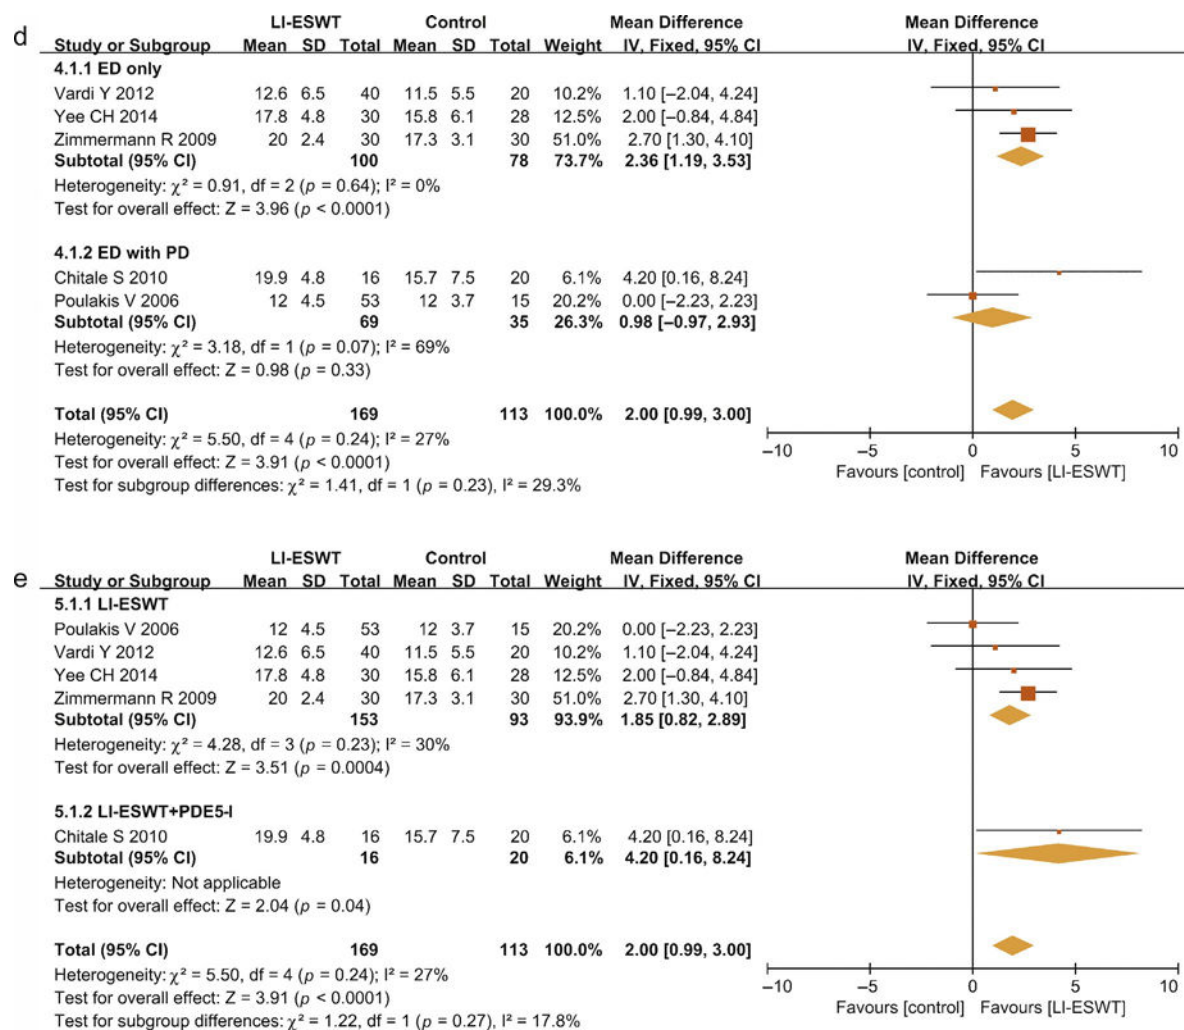 d
LI-ESWT Control Mean Difference Mean Difference
Study or Subgroup Mean SD Total Mean SD Total Weight IV, Fixed, 95% CI IV, Fixed, 95% CI
4.1.1 ED only
Vardi Y 2012 12.6 6.5 40 11.5 5.5 20 10.2% 1.10 [−2.04, 4.24]
Yee CH 2014 17.8 4.8 30 15.8 6.1 28 12.5% 2.00 [−0.84, 4.84]
Zimmermann R 2009 20 2.4 30 17.3 3.1 30 51.0% 2.70 [1.30, 4.10]
Subtotal (95% CI) 100 78 73.7% 2.36 [1.19, 3.53]
Heterogeneity: χ² = 0.91, df = 2 (p = 0.64); I² = 0%
Test for overall effect: Z = 3.96 (p < 0.0001)
4.1.2 ED with PD
Chitale S 2010 19.9 4.8 16 15.7 7.5 20 6.1% 4.20 [0.16, 8.24]
Poulakis V 2006 12 4.5 53 12 3.7 15 20.2% 0.00 [−2.23, 2.23]
Subtotal (95% CI) 69 35 26.3% 0.98 [−0.97, 2.93]
Heterogeneity: χ² = 3.18, df = 1 (p = 0.07); I² = 69%
Test for overall effect: Z = 0.98 (p = 0.33)
Total (95% CI) 169 113 100.0% 2.00 [0.99, 3.00]
Heterogeneity: χ² = 5.50, df = 4 (p = 0.24); I² = 27%
Test for overall effect: Z = 3.91 (p < 0.0001)
Test for subgroup differences: χ² = 1.41, df = 1 (p = 0.23), I² = 29.3%
−10 −5 0 5 10
Favours [control] Favours [LI-ESWT]
e
LI-ESWT Control Mean Difference Mean Difference
Study or Subgroup Mean SD Total Mean SD Total Weight IV, Fixed, 95% CI IV, Fixed, 95% CI
5.1.1 LI-ESWT
Poulakis V 2006 12 4.5 53 12 3.7 15 20.2% 0.00 [−2.23, 2.23]
Vardi Y 2012 12.6 6.5 40 11.5 5.5 20 10.2% 1.10 [−2.04, 4.24]
Yee CH 2014 17.8 4.8 30 15.8 6.1 28 12.5% 2.00 [−0.84, 4.84]
Zimmermann R 2009 20 2.4 30 17.3 3.1 30 51.0% 2.70 [1.30, 4.10]
Subtotal (95% CI) 153 93 93.9% 1.85 [0.82, 2.89]
Heterogeneity: χ² = 4.28, df = 3 (p = 0.23); I² = 30%
Test for overall effect: Z = 3.51 (p = 0.0004)
5.1.2 LI-ESWT+PDE5-I
Chitale S 2010 19.9 4.8 16 15.7 7.5 20 6.1% 4.20 [0.16, 8.24]
Subtotal (95% CI) 16 20 6.1% 4.20 [0.16, 8.24]
Heterogeneity: Not applicable
Test for overall effect: Z = 2.04 (p = 0.04)
Total (95% CI) 169 113 100.0% 2.00 [0.99, 3.00]
Heterogeneity: χ² = 5.50, df = 4 (p = 0.24); I² = 27%
Test for overall effect: Z = 3.91 (p < 0.0001)
Test for subgroup differences: χ² = 1.22, df = 1 (p = 0.27), I² = 17.8%
−10 −5 0 5 10
Favours [control] Favours [LI-ESWT]